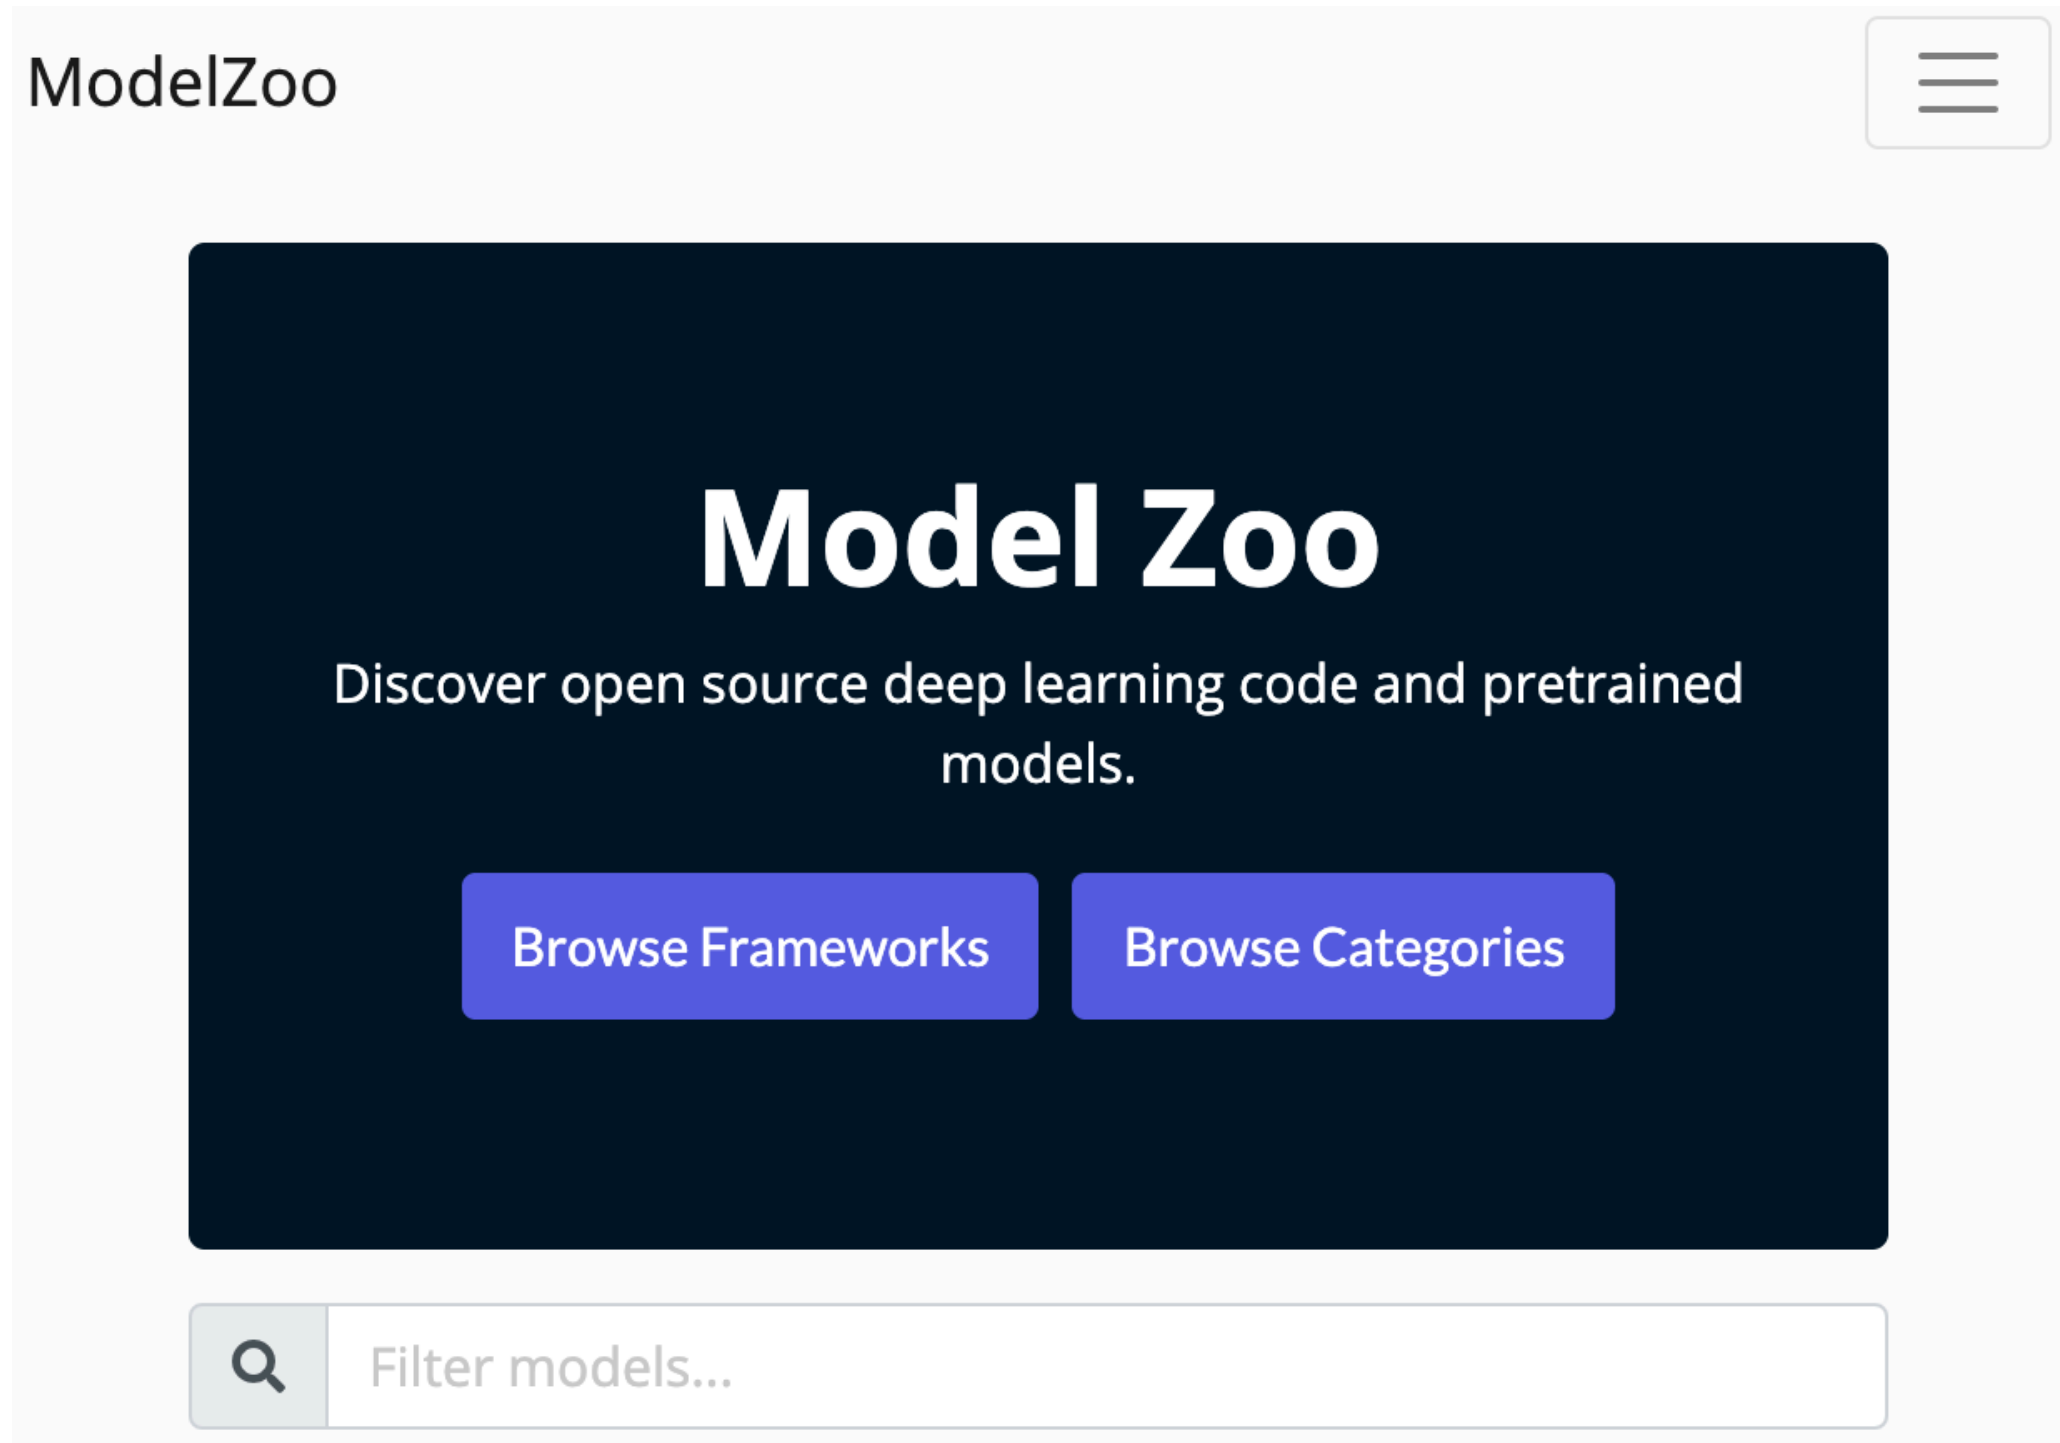 ModelZoo
Model Zoo
Discover open source deep learning code and pretrained
models.
Browse Frameworks
Browse Categories
Filter models...